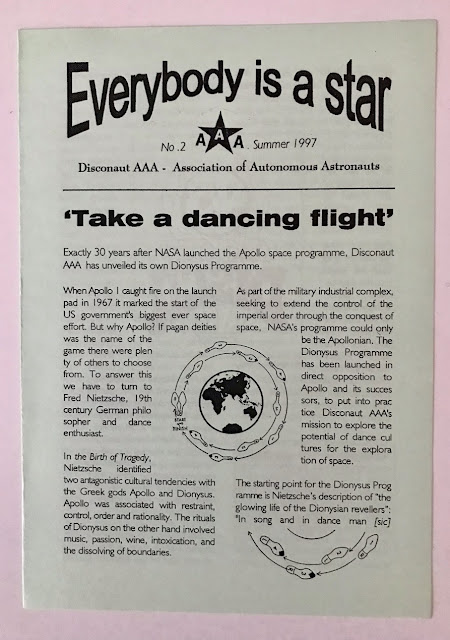 Everybody is a star
No.2 AAA. Summer 1997
Disconaut AAA - Association of Autonomous Astronauts
'Take a dancing flight'
Exactly 30 years after NASA launched the Apollo space programme, Disconaut
AAA has unveiled its own Dionysus Programme.
When Apollo 1 caught fire on the launch
pad in 1967 it marked the start of the
US government's biggest ever space
effort. But why Apollo? If pagan deities
was the name of the
game there were plen
ty of others to choose
from. To answer this
we have to turn to
Fred Nietzsche, 19th
century German philo
sopher and dance
enthusiast.
In the Birth of Tragedy,
Nietzsche identified
two antagonistic cultural tendencies with
the Greek gods Apollo and Dionysus.
Apollo was associated with restraint,
control, order and rationality. The rituals
of Dionysus on the other hand involved
music, passion, wine, intoxication, and
the dissolving of boundaries.
START
FINISH
As part of the military industrial complex,
seeking to extend the control of the
imperial order through the conquest of
space, NASA's programme could only
be the Apollonian. The
Dionysus Programme
has been launched in
direct opposition to
Apollo and its succes
sors, to put into prac
tice Disconaut AAA's
mission to explore the
potential of dance cul
tures for the explora
tion of space.
The starting point for the Dionysus Prog
ramme is Nietzsche's description of "the
glowing life of the Dionysian revellers":
"In song and in dance man [sic]